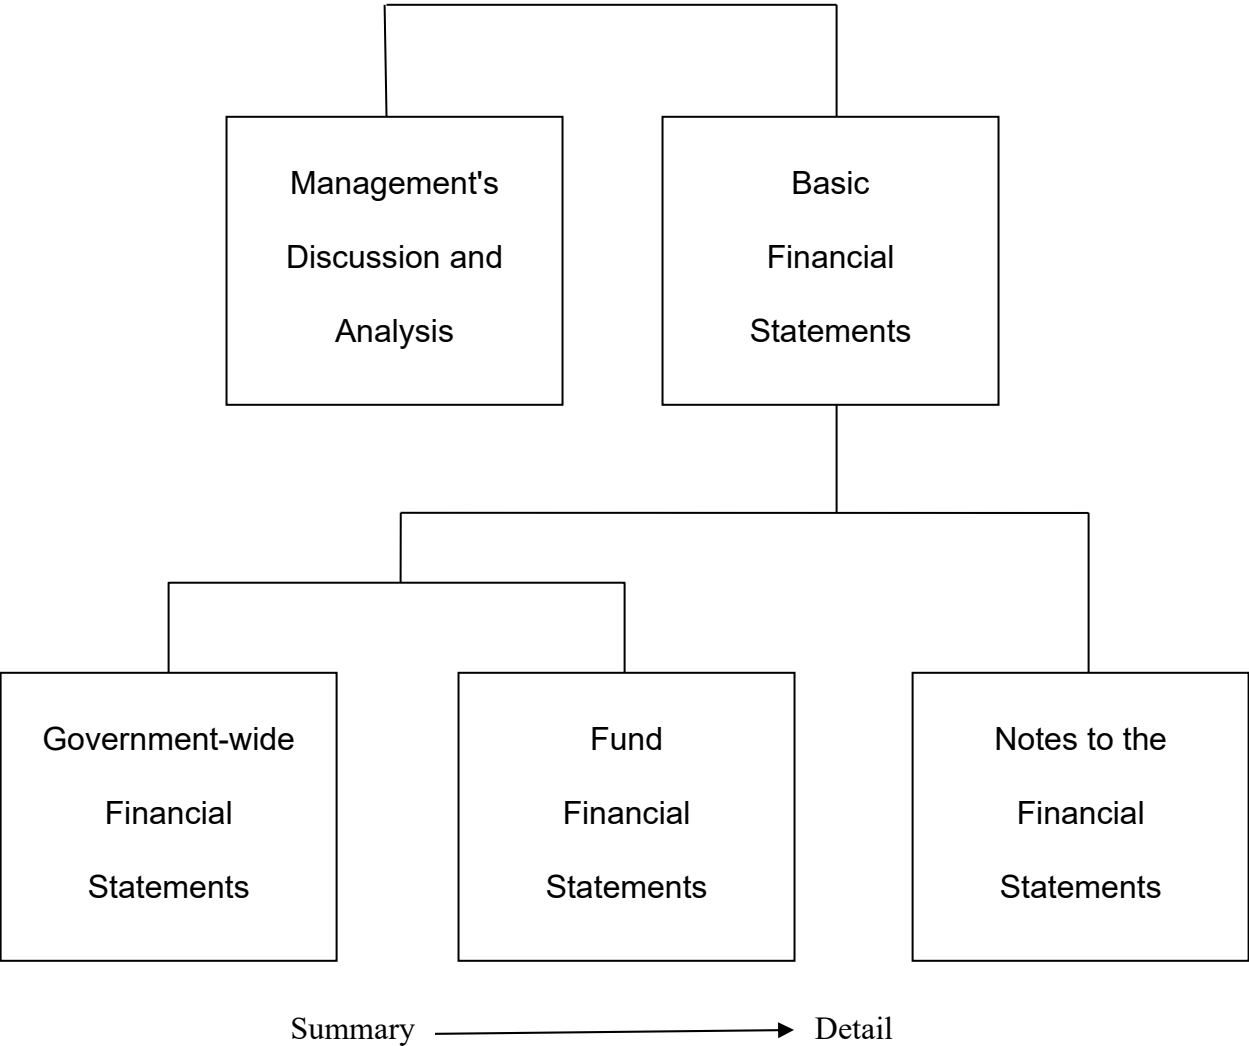 Management's
Discussion and
Analysis
Basic
Financial
Statements
Government-wide
Financial
Statements
Fund
Financial
Statements
Notes to the
Financial
Statements
Summary
Detail